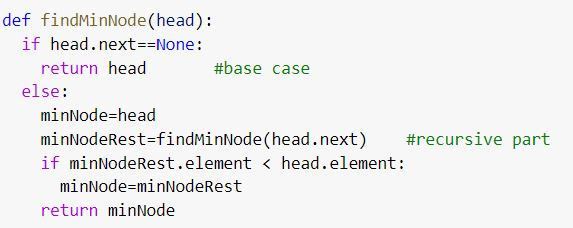 def findMinNode(head):
  if head.next==None:
    return head       #base case
  else:
    minNode=head
    minNodeRest=findMinNode(head.next)    #recursive part
    if minNodeRest.element < head.element:
      minNode=minNodeRest
    return minNode